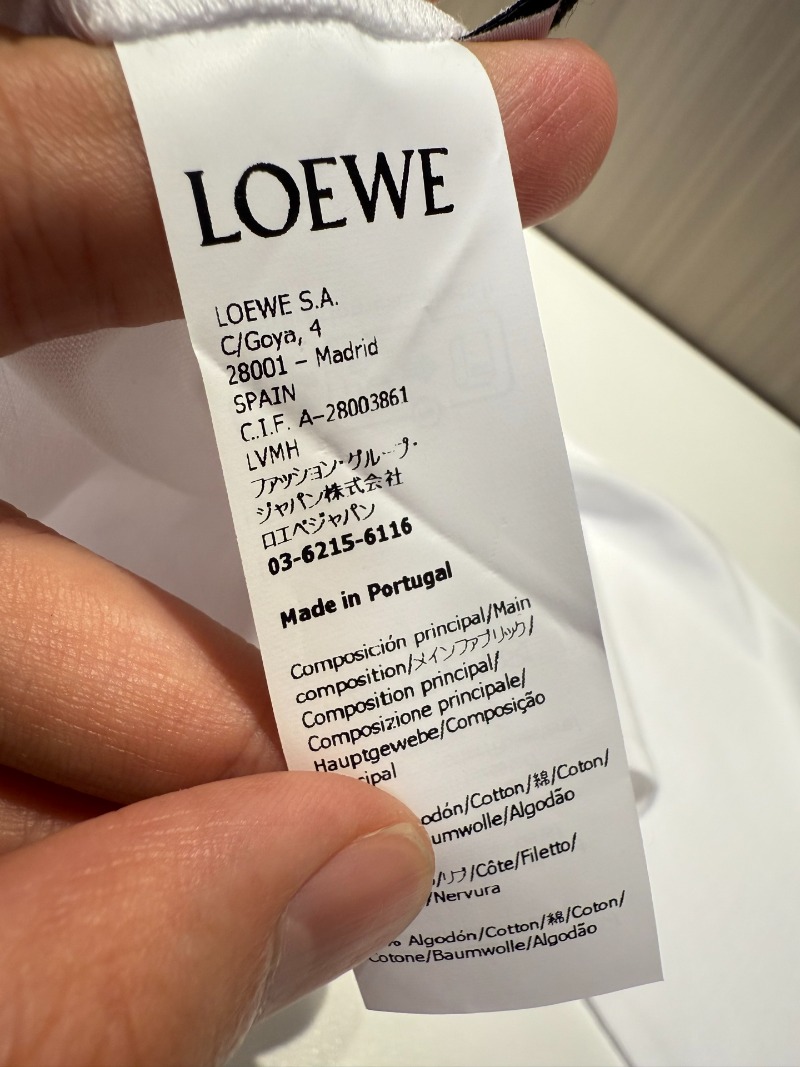 LOEWE
LOEWE S.A.
C/Goya, 4
28001 - Madrid
SPAIN
C.I.F. A-28003861
LVMH
ファッション・グループ・
ジャパン株式会社
ロエベジャパン
03-6215-6116
Made in Portugal
Composición principal/Main
composition/メインファブリック/
Composition principal/
Composizione principale/
Hauptgewebe/Composição
/Cotton/綿/Coton/
/Algodão
/Côte/Filetto/
/Nervura
Algodón/Cotton/綿/Coton/
Cotone/Baumwolle/Algodão